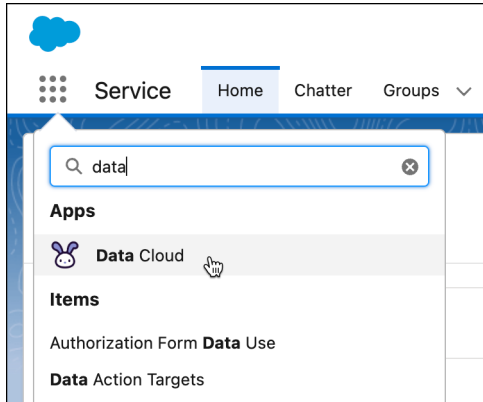 Service Home Chatter Groups
data
Apps
Data Cloud
Items
Authorization Form Data Use
Data Action Targets